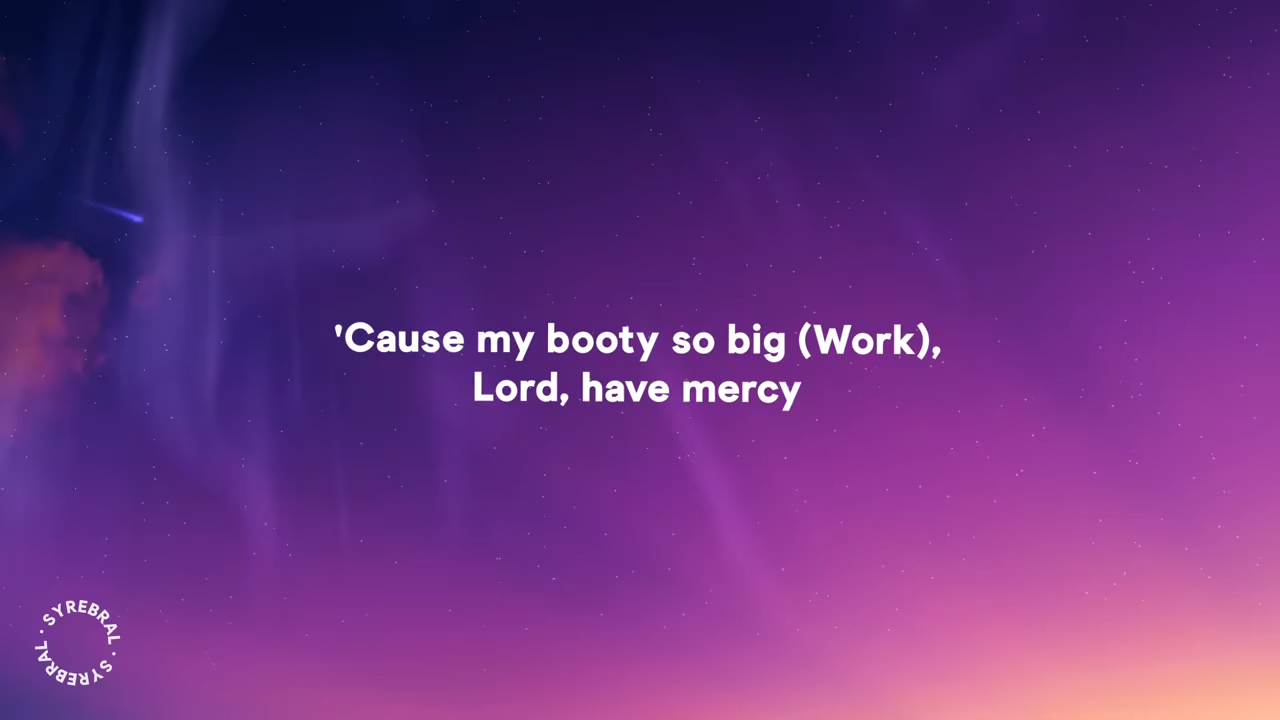 'Cause my booty so big (Work),
Lord, have mercy
SYREBRAL · SYREBRAL ·